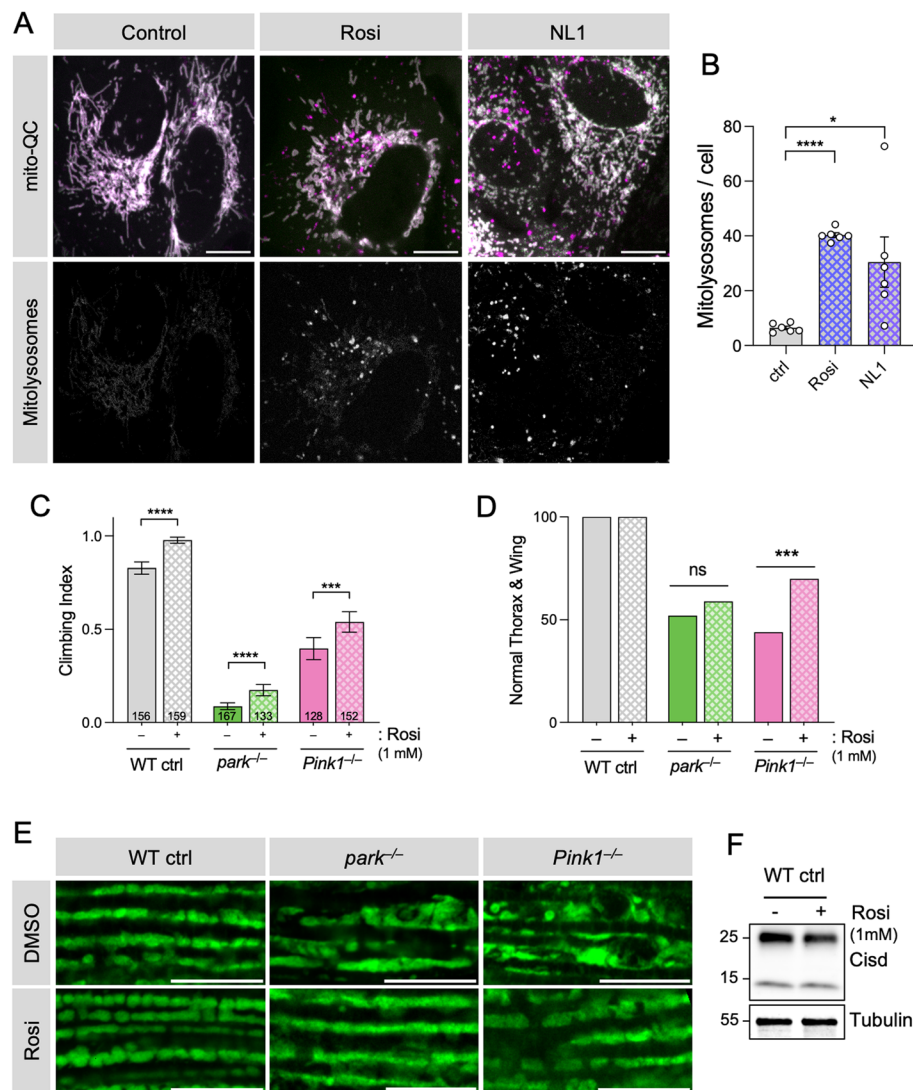 A
Control
Rosi
NL1
mito-QC
Mitolysosomes
B
Mitolysosomes / cell
80
60
40
20
0
*
****
ctrl
Rosi
NL1
C
Climbing Index
1.0
0.5
0.0
****
****
***
156
159
167
133
128
152
– + – + – + : Rosi
(1 mM)
WT ctrl park–/– Pink1–/–
D
Normal Thorax & Wing
100
50
0
ns
***
– + – + – + : Rosi
(1 mM)
WT ctrl park–/– Pink1–/–
E
WT ctrl
park–/–
Pink1–/–
DMSO
Rosi
F
WT ctrl
- + Rosi
(1mM)
25
Cisd
15
55
Tubulin